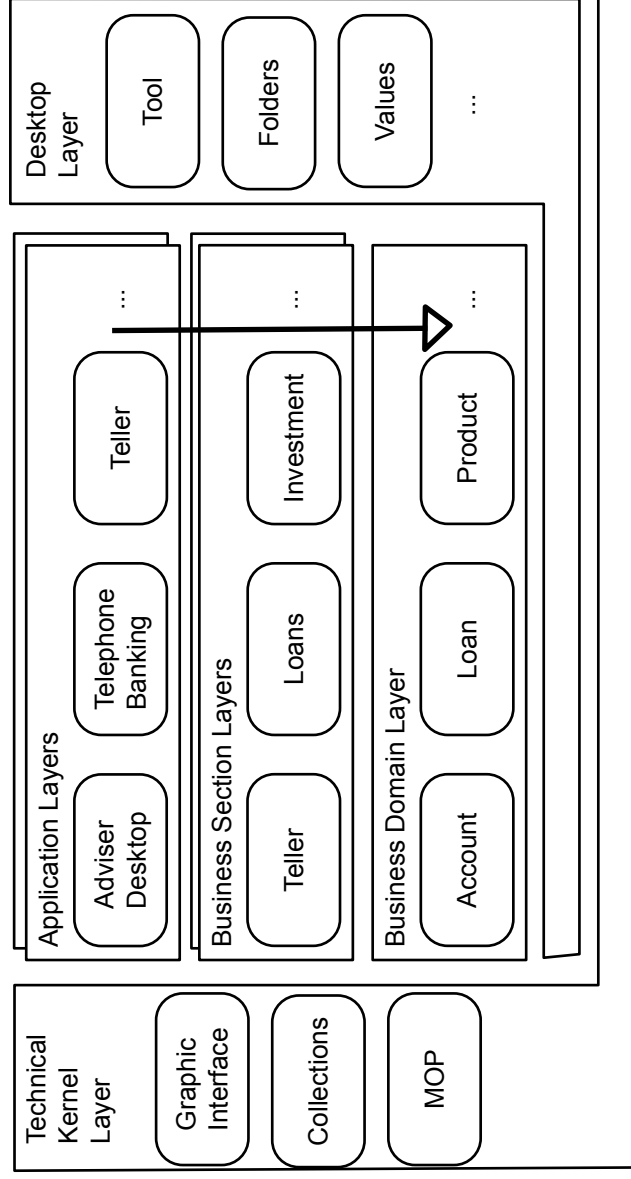 Technical
Kernel
Layer
Graphic
Interface
Collections
MOP
Application Layers
Adviser
Desktop
Telephone
Banking
Teller
...
Business Section Layers
Teller
Loans
Investment
...
Business Domain Layer
Account
Loan
Product
...
Desktop
Layer
Tool
Folders
Values
...